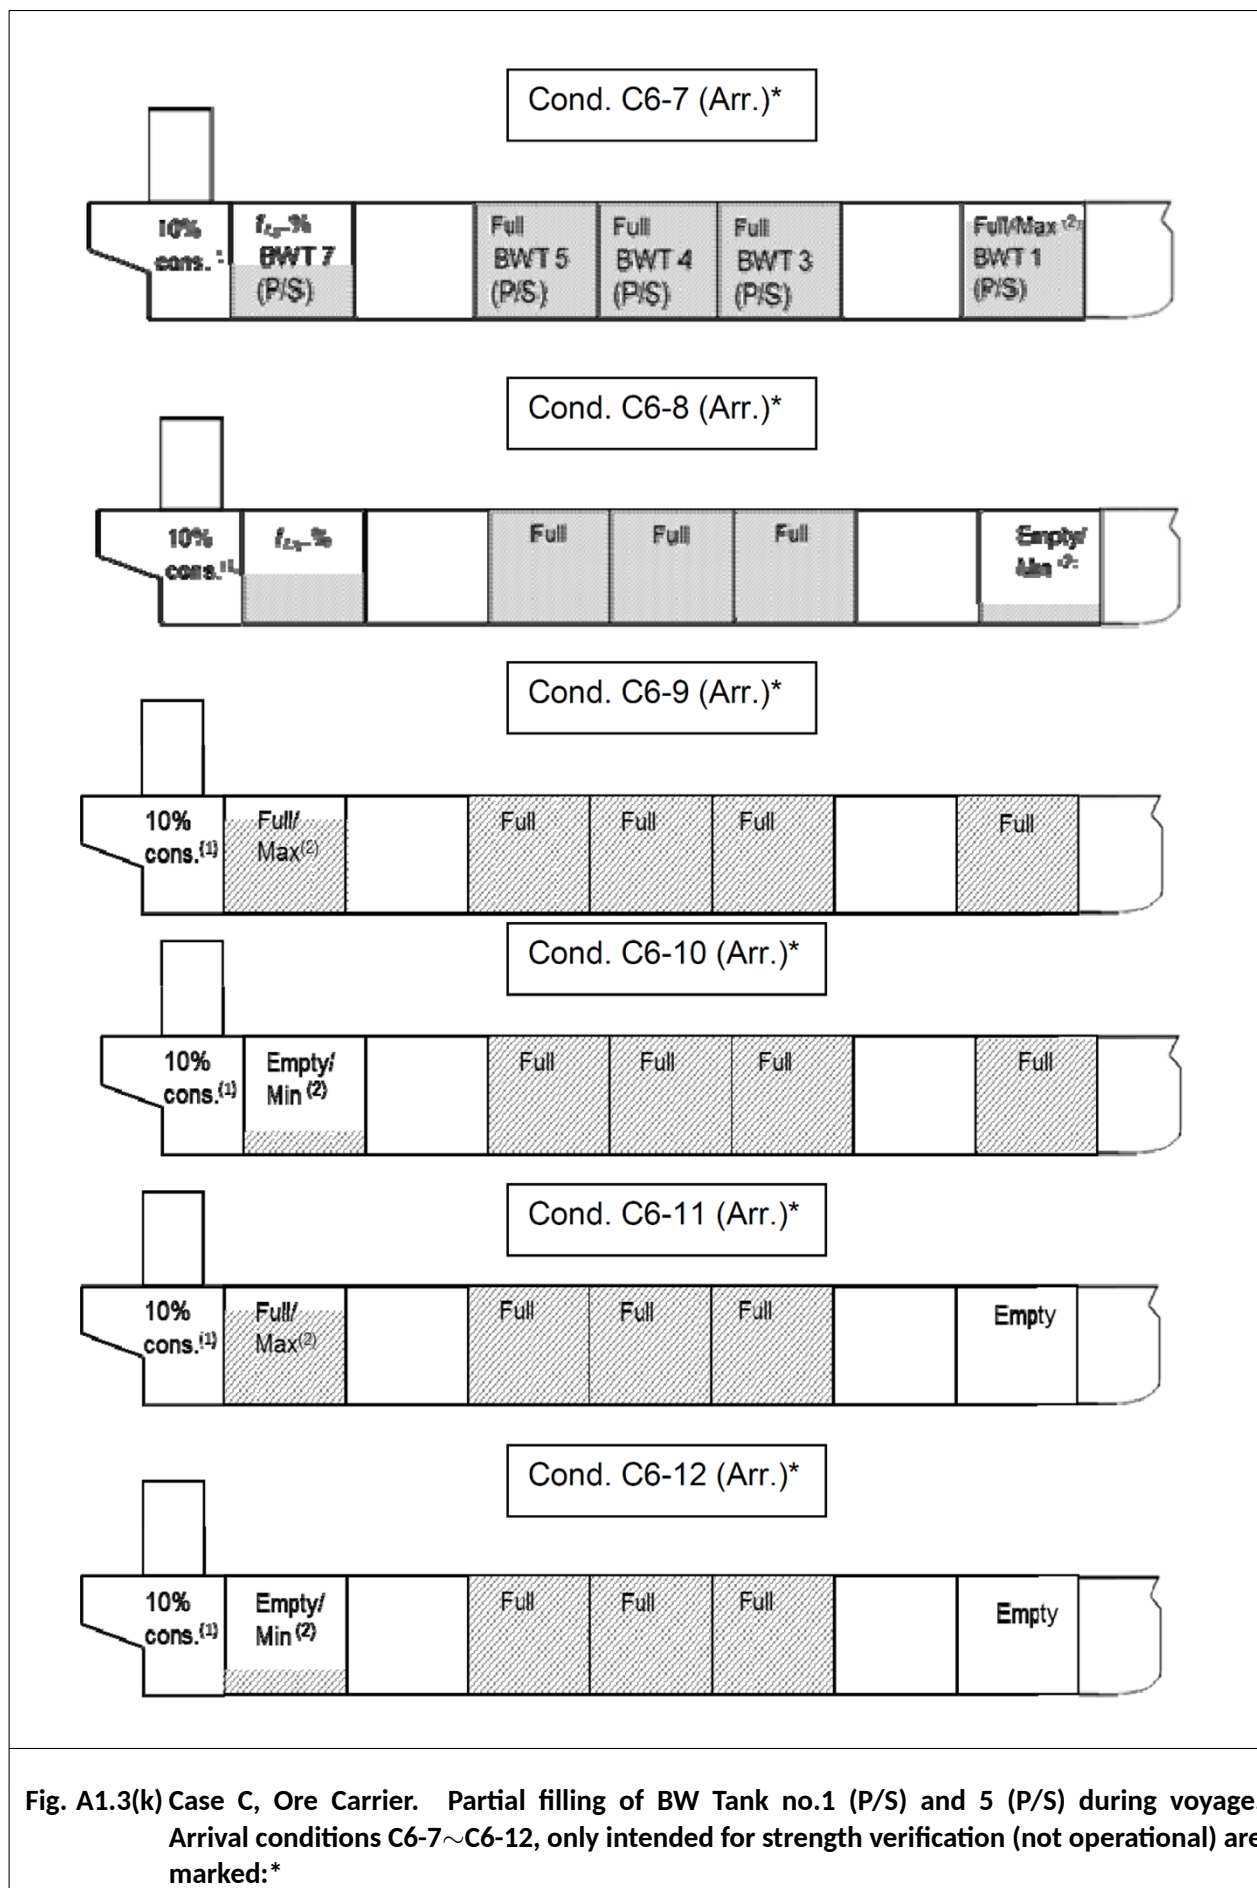 Cond. C6-7 (Arr.)*
10%
cons.
BWT 7
(P/S)
Full
BWT 5
(P/S)
Full
BWT 4
(P/S)
Full
BWT 3
(P/S)
Full/Max (2)
BWT 1
(P/S)
Cond. C6-8 (Arr.)*
10%
cons.
Full
Full
Full
Empty/
Min
Cond. C6-9 (Arr.)*
10%
cons.(1)
Full/
Max(2)
Full
Full
Full
Full
Cond. C6-10 (Arr.)*
10%
cons.(1)
Empty/
Min (2)
Full
Full
Full
Full
Cond. C6-11 (Arr.)*
10%
cons.(1)
Full/
Max(2)
Full
Full
Full
Empty
Cond. C6-12 (Arr.)*
10%
cons.(1)
Empty/
Min (2)
Full
Full
Full
Empty
Fig. A1.3(k) Case C, Ore Carrier. Partial filling of BW Tank no.1 (P/S) and 5 (P/S) during voyage.
Arrival conditions C6-7~C6-12, only intended for strength verification (not operational) are
marked:*